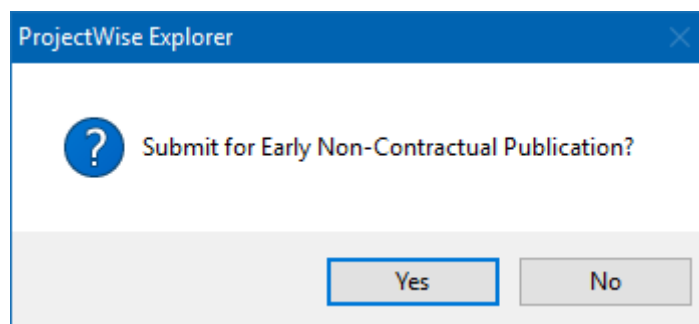 ProjectWise Explorer
?
Submit for Early Non-Contractual Publication?
Yes
No